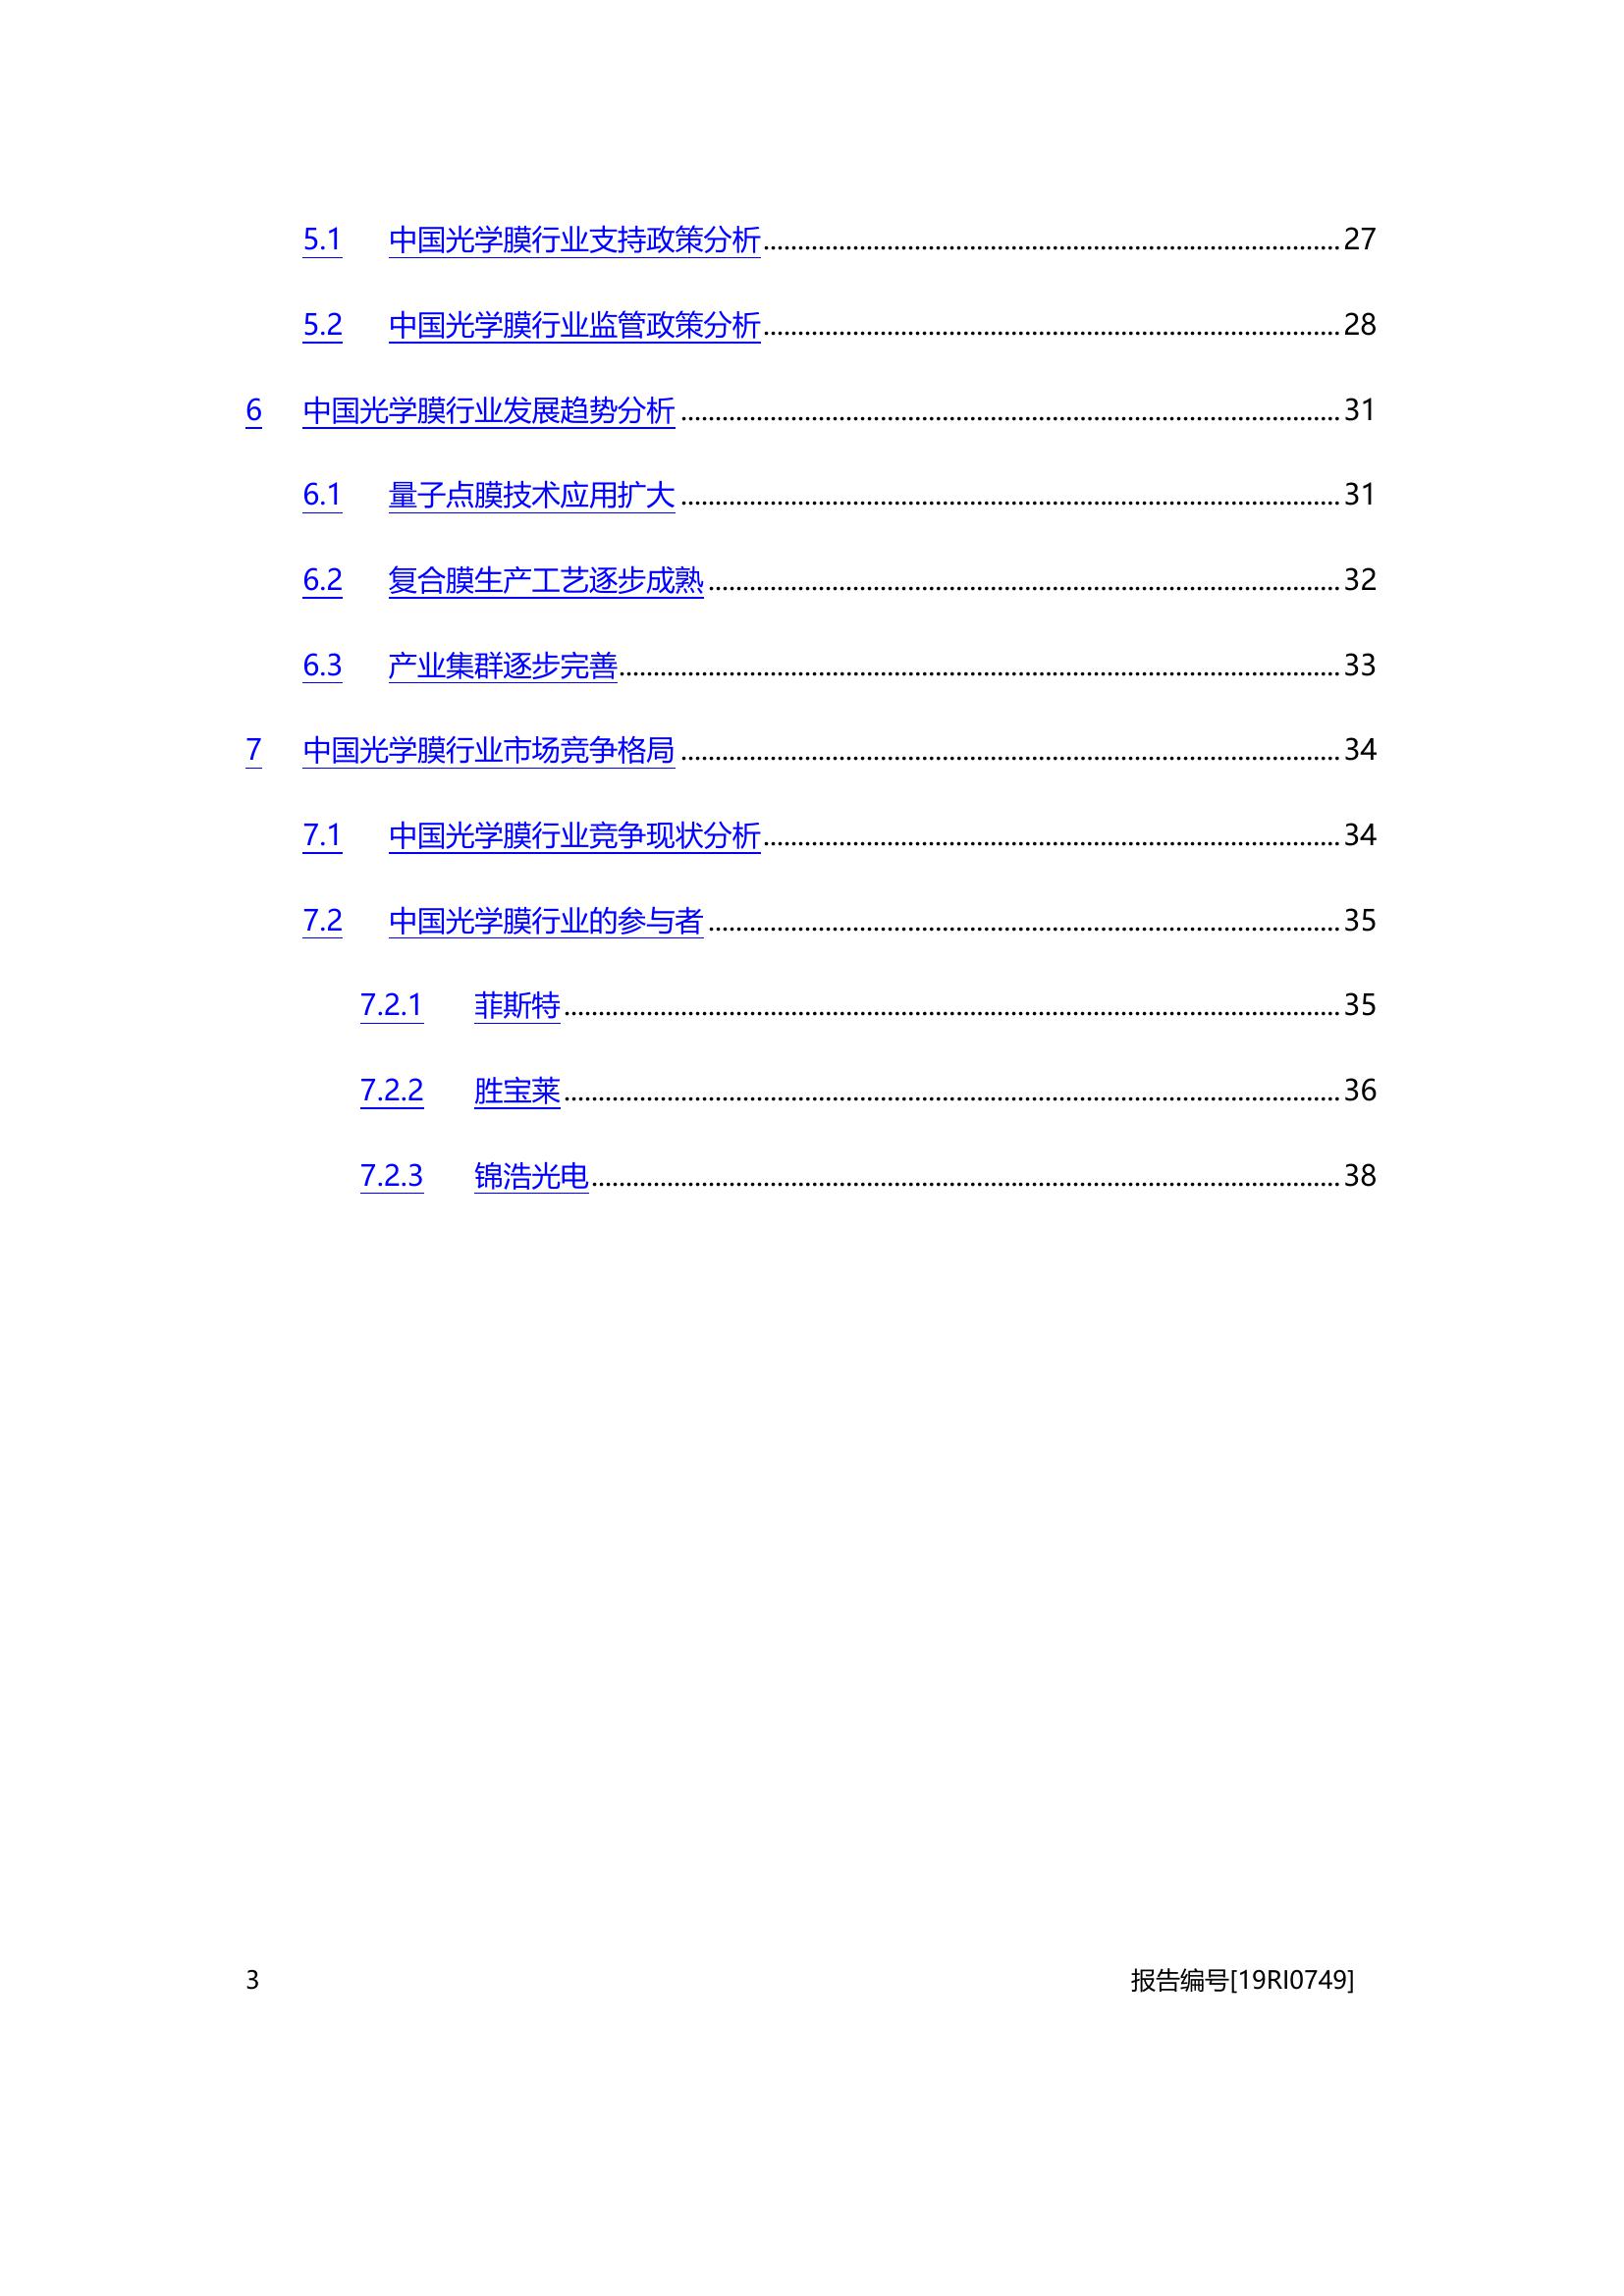 5.1 中国光学膜行业支持政策分析 27
5.2 中国光学膜行业监管政策分析 28
6 中国光学膜行业发展趋势分析 31
6.1 量子点膜技术应用扩大 31
6.2 复合膜生产工艺逐步成熟 32
6.3 产业集群逐步完善 33
7 中国光学膜行业市场竞争格局 34
7.1 中国光学膜行业竞争现状分析 34
7.2 中国光学膜行业的参与者 35
7.2.1 菲斯特 35
7.2.2 胜宝莱 36
7.2.3 锦浩光电 38
3 报告编号[19RI0749]